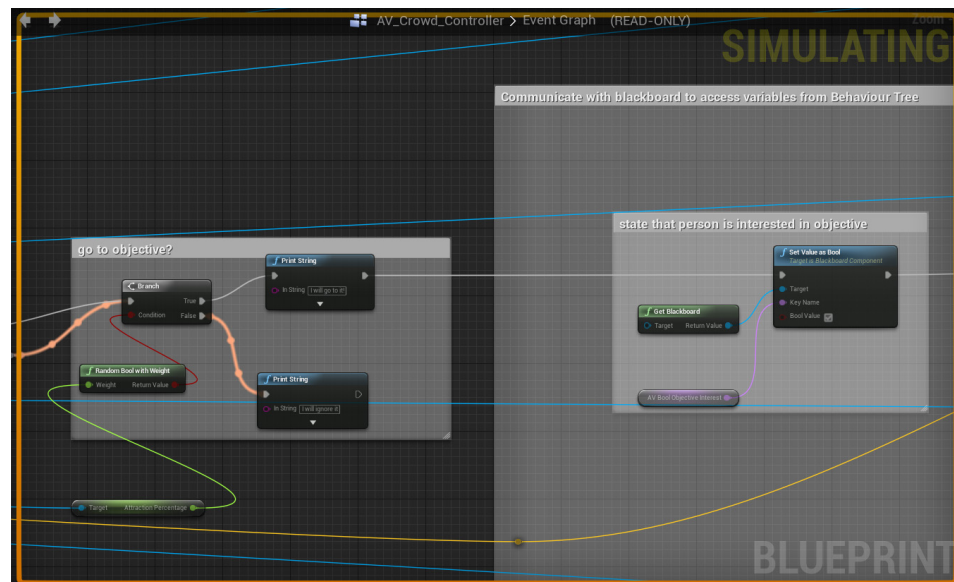 AV_Crowd_Controller > Event Graph (READ-ONLY)
Zoom
SIMULATING
Communicate with blackboard to access variables from Behaviour Tree
state that person is interested in objective
go to objective?
Print String
In String I will go to it!
Branch
True
Condition False
Random Bool with Weight
Weight Return Value
Print String
In String I will ignore it
Target Attraction Percentage
Set Value as Bool
Target is Blackboard Component
Target
Key Name
Bool Value
Get Blackboard
Target Return Value
AV Bool Objective Interest
BLUEPRINT